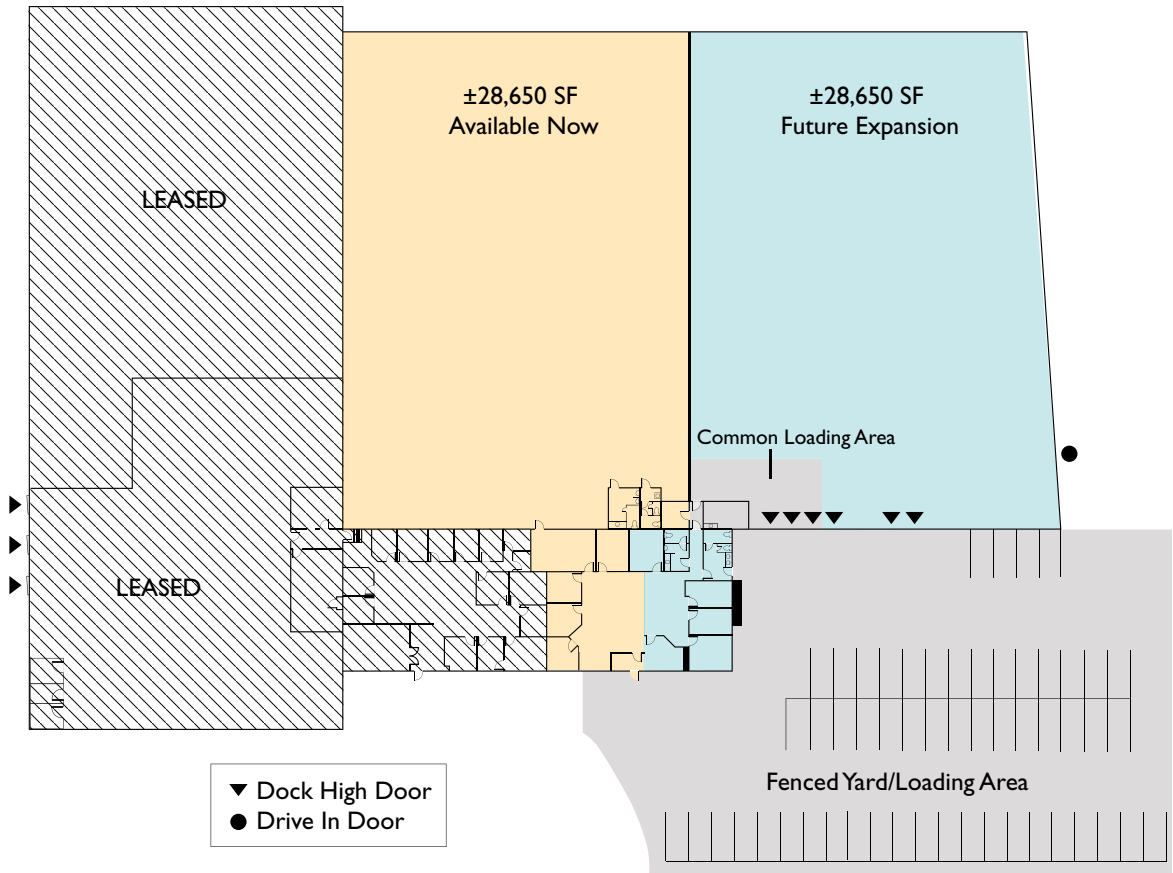 ±28,650 SF
Available Now
±28,650 SF
Future Expansion
LEASED
Common Loading Area
LEASED
Fenced Yard/Loading Area
Dock High Door
Drive In Door